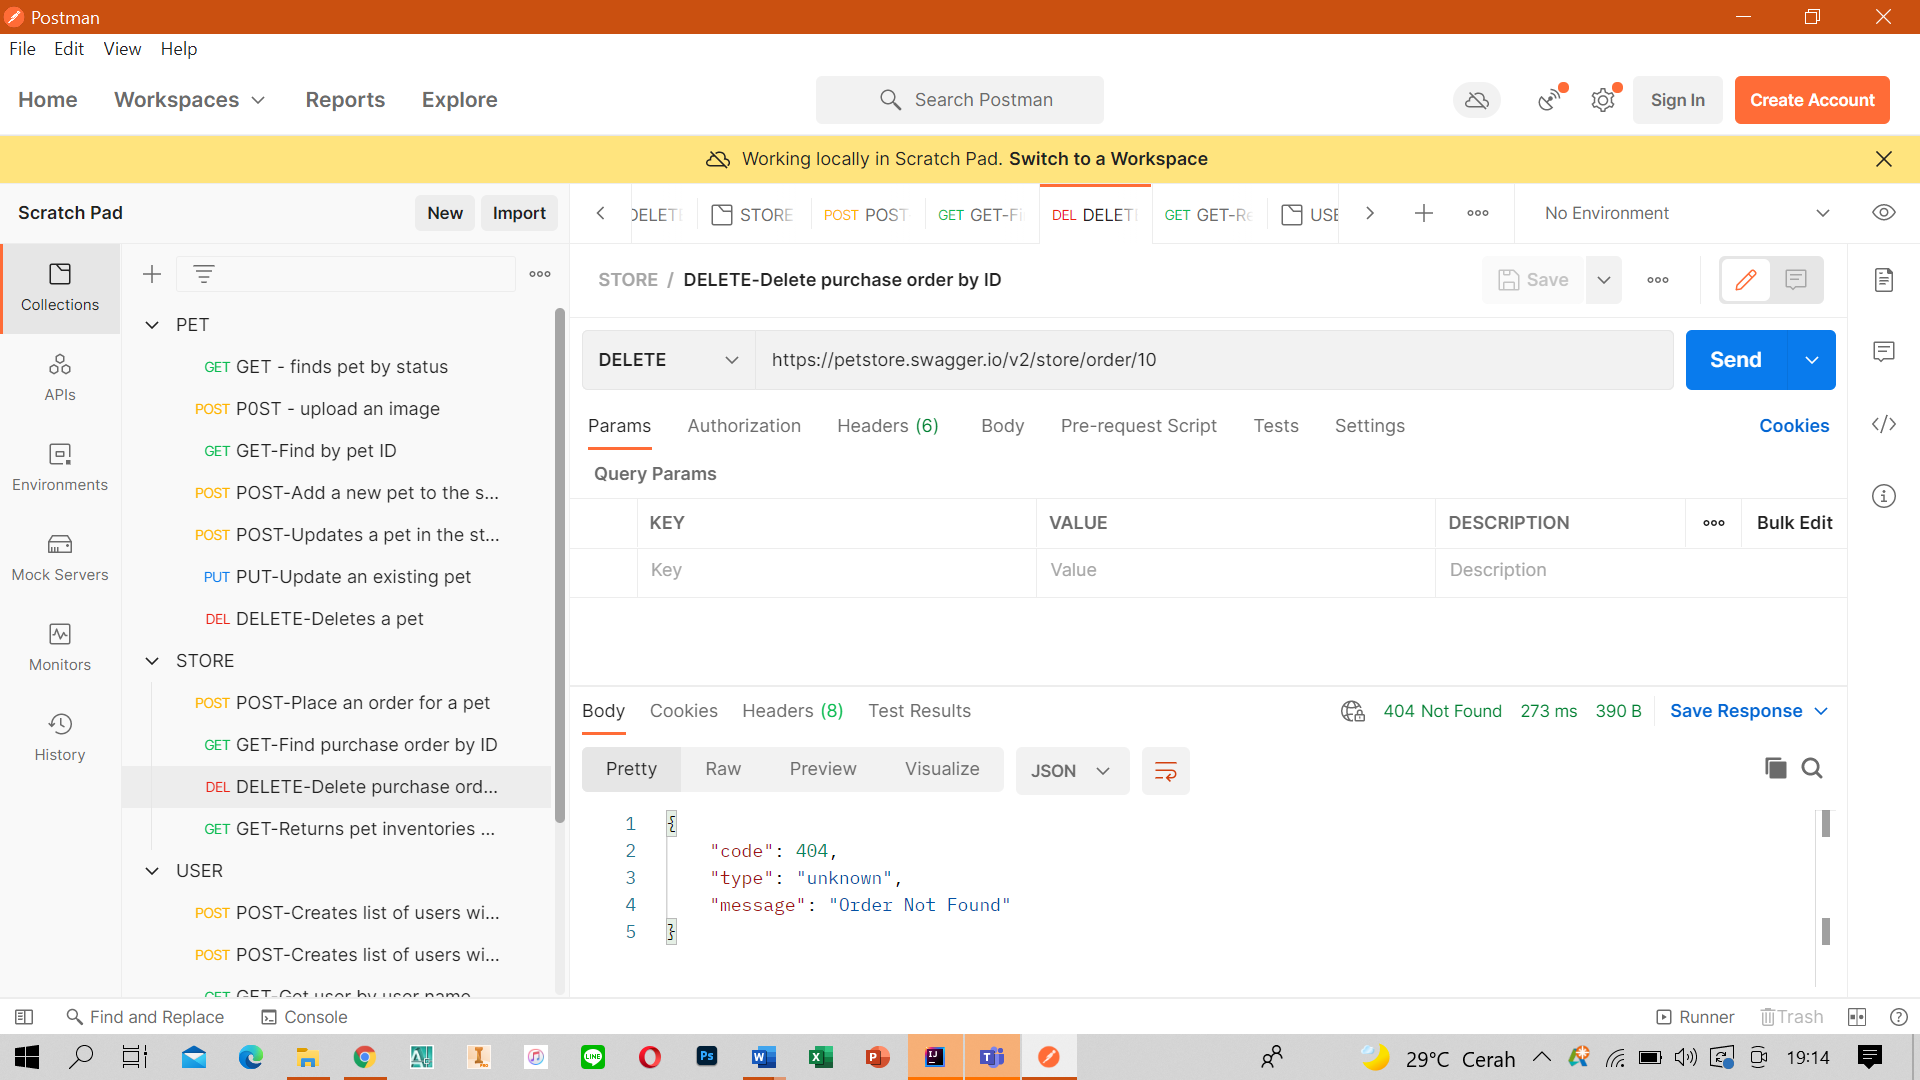 Postman
File Edit View Help
Home Workspaces Reports Explore Search Postman Sign In Create Account
Working locally in Scratch Pad. Switch to a Workspace
Scratch Pad New Import
STORE POST POST GET GET-Fi DEL DELET GET GET-Re USE No Environment
Collections
APIs
Environments
Mock Servers
Monitors
History
PET
GET GET - finds pet by status
POST P0ST - upload an image
GET GET-Find by pet ID
POST POST-Add a new pet to the s...
POST POST-Updates a pet in the st...
PUT PUT-Update an existing pet
DEL DELETE-Deletes a pet
STORE
POST POST-Place an order for a pet
GET GET-Find purchase order by ID
DEL DELETE-Delete purchase ord...
GET GET-Returns pet inventories ...
USER
POST POST-Creates list of users wi...
POST POST-Creates list of users wi...
GET GET-Get user by user name
STORE / DELETE-Delete purchase order by ID Save
DELETE https://petstore.swagger.io/v2/store/order/10 Send
Params Authorization Headers (6) Body Pre-request Script Tests Settings Cookies
Query Params
KEY VALUE DESCRIPTION Bulk Edit
Key Value Description
Body Cookies Headers (8) Test Results 404 Not Found 273 ms 390 B Save Response
Pretty Raw Preview Visualize JSON
1 {
2 "code": 404,
3 "type": "unknown",
4 "message": "Order Not Found"
5 }
Find and Replace Console Runner Trash
29°C Cerah 19:14